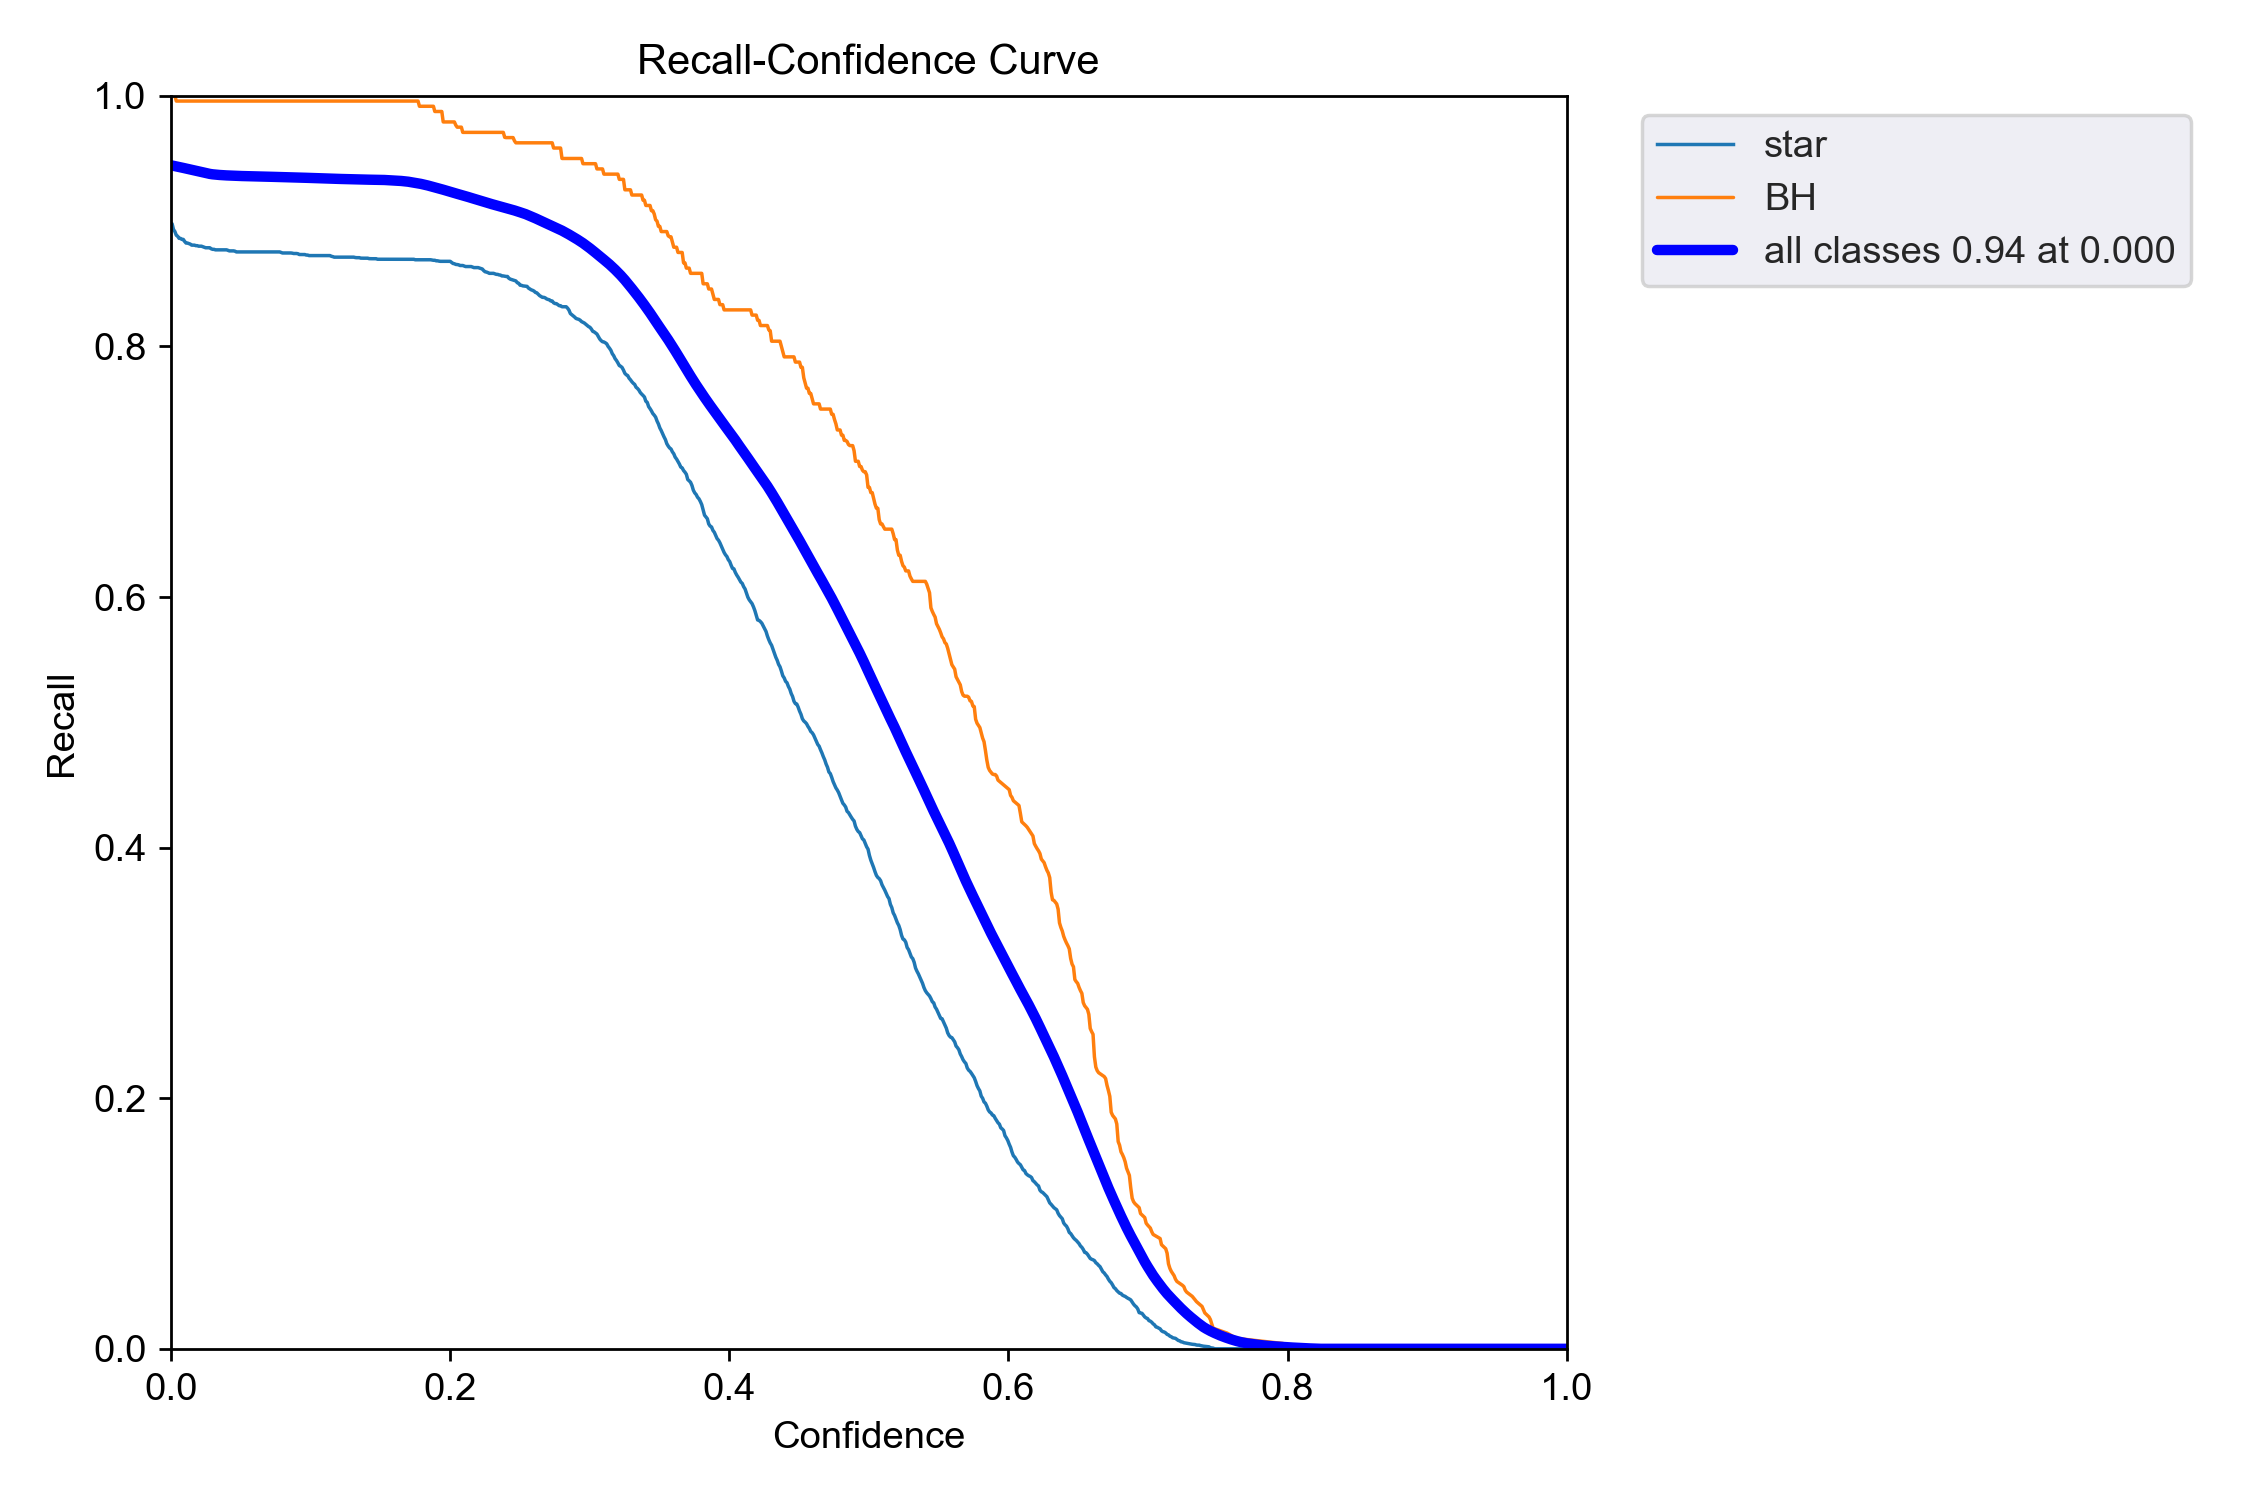 Recall-Confidence Curve
1.0
0.8
0.6
0.4
0.2
0.0
Recall
0.0 0.2 0.4 0.6 0.8 1.0
Confidence
star
BH
all classes 0.94 at 0.000